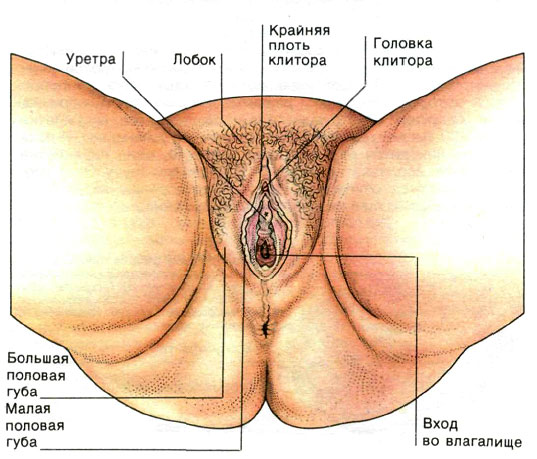 Уретра
Лобок
Крайняя
плоть
клитора
Головка
клитора
Большая
половая
губа
Малая
половая
губа
Вход
во влагалище